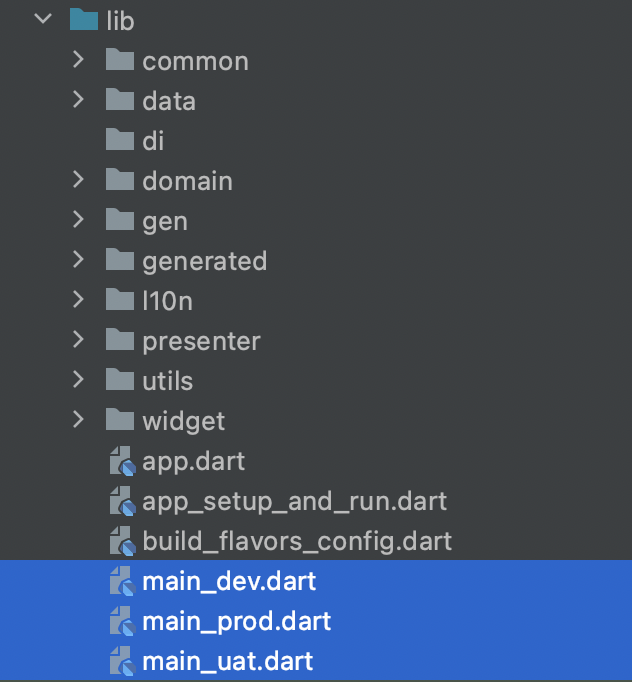 lib
common
data
di
domain
gen
generated
l10n
presenter
utils
widget
app.dart
app_setup_and_run.dart
build_flavors_config.dart
main_dev.dart
main_prod.dart
main_uat.dart